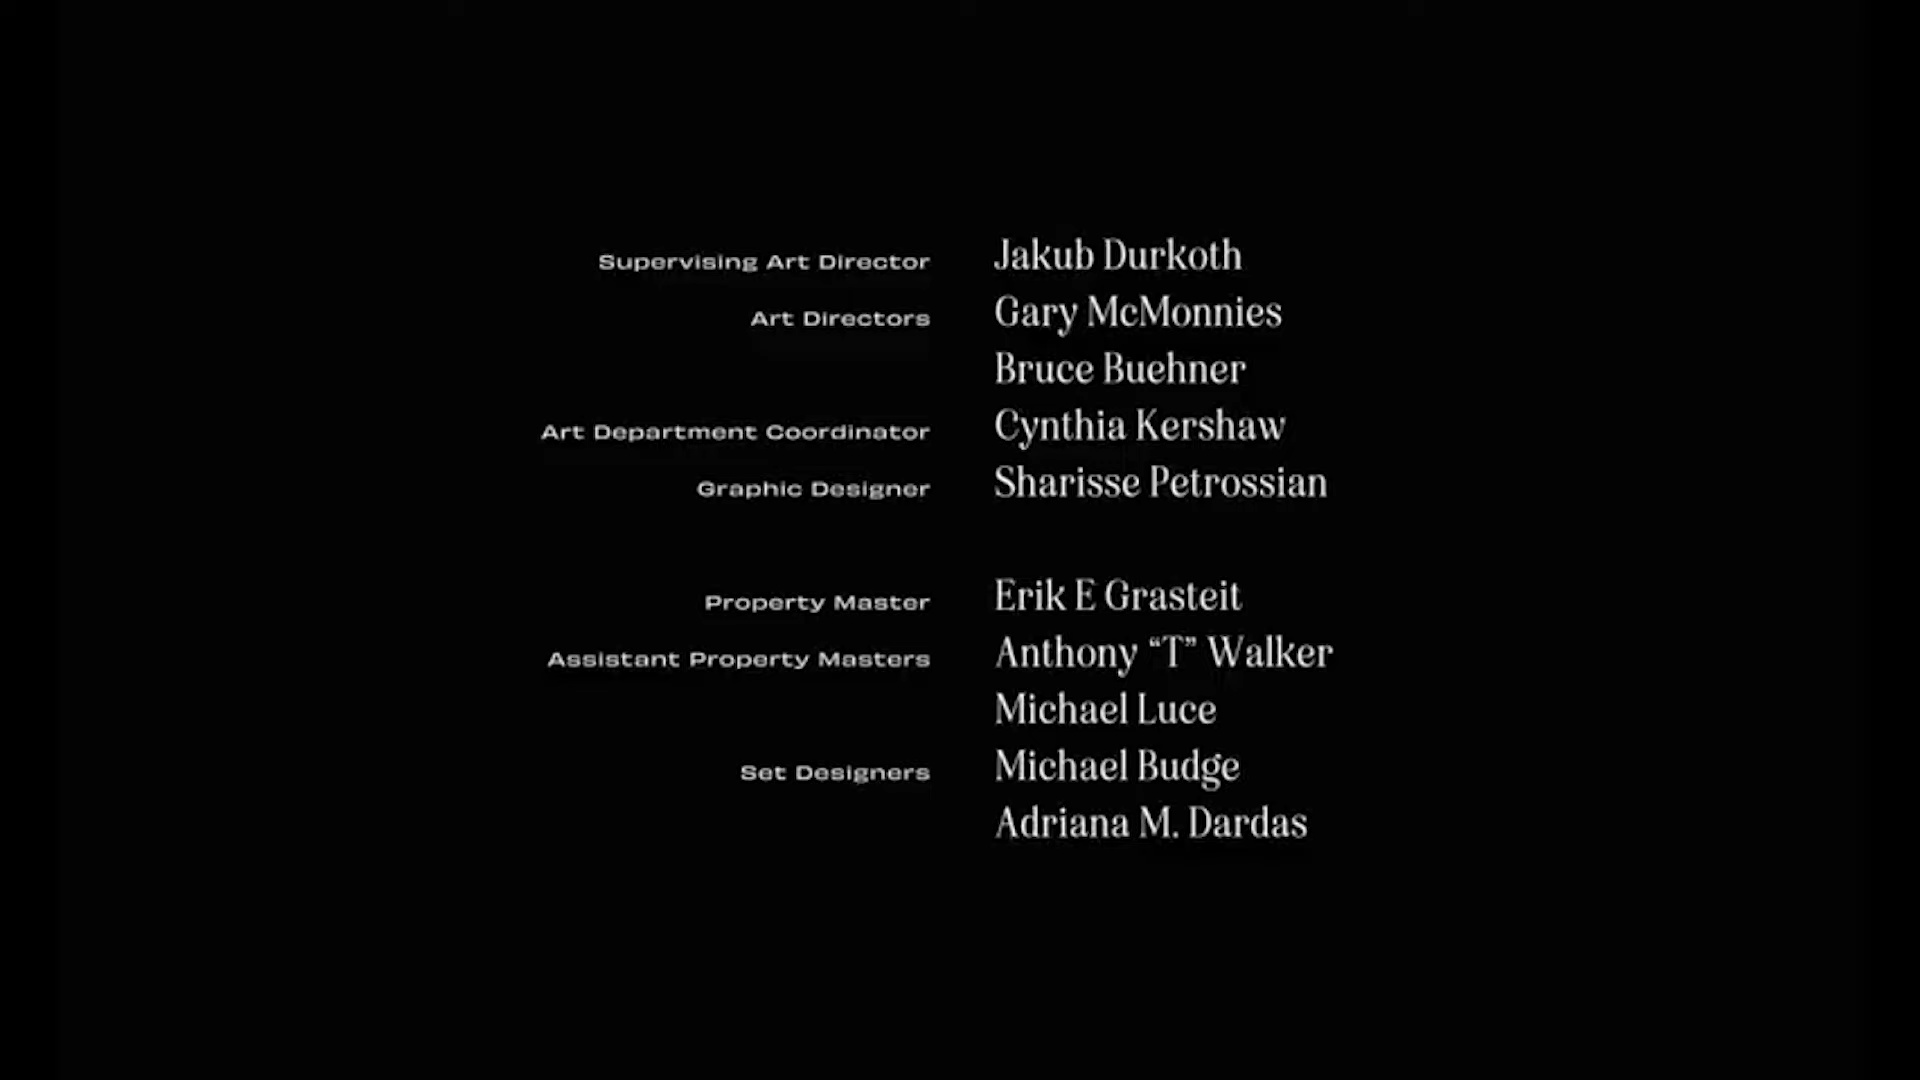 Supervising Art Director Jakub Durkoth
Art Directors Gary McMonnies
Bruce Buehner
Art Department Coordinator Cynthia Kershaw
Graphic Designer Sharisse Petrossian
Property Master Erik E Grasteit
Assistant Property Masters Anthony “T” Walker
Michael Luce
Set Designers Michael Budge
Adriana M. Dardas